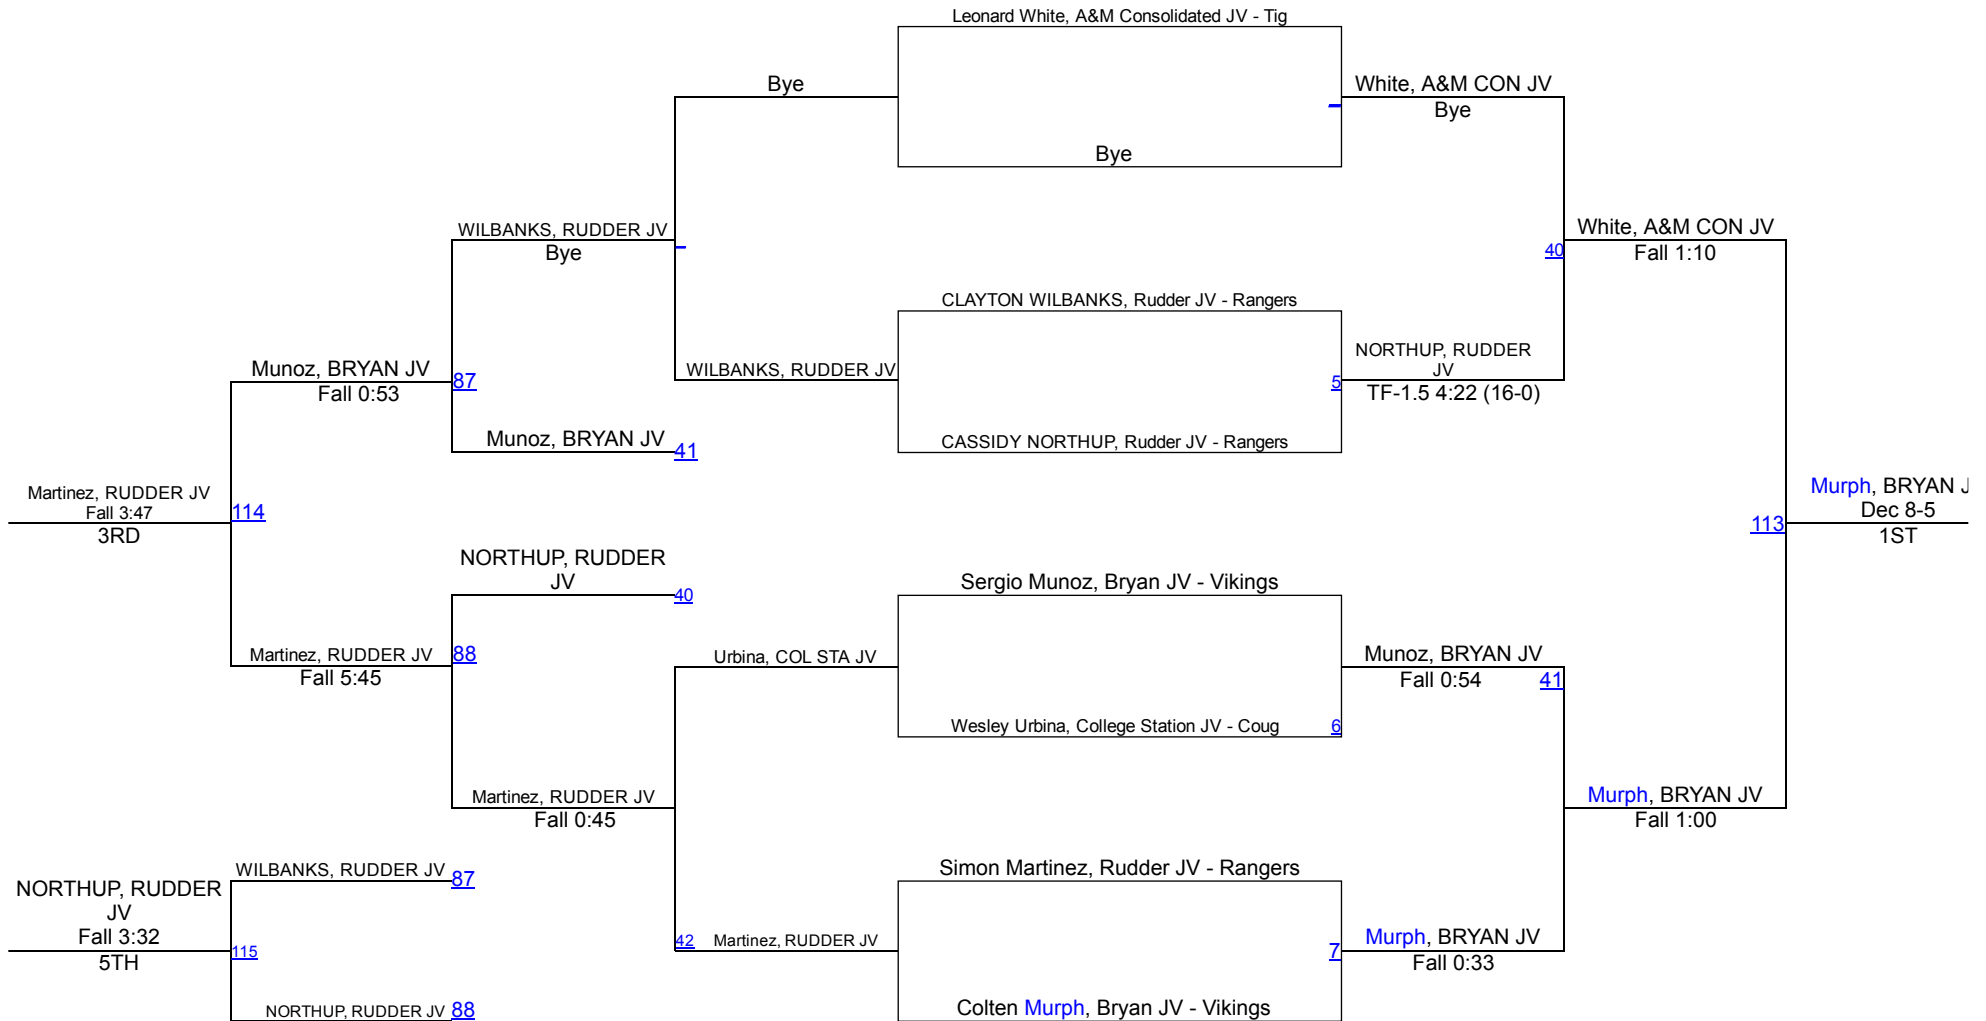 Leonard White, A&M Consolidated JV - Tig
Bye
White, A&M CON JV
Bye
Bye
WILBANKS, RUDDER JV
Bye
White, A&M CON JV
Fall 1:10
40
CLAYTON WILBANKS, Rudder JV - Rangers
NORTHUP, RUDDER
JV
TF-1.5 4:22 (16-0)
5
WILBANKS, RUDDER JV
Munoz, BRYAN JV
Fall 0:53
87
Munoz, BRYAN JV
41
CASSIDY NORTHUP, Rudder JV - Rangers
Martinez, RUDDER JV
Fall 3:47
3RD
114
Murph, BRYAN J
Dec 8-5
1ST
113
NORTHUP, RUDDER
JV
40
Sergio Munoz, Bryan JV - Vikings
Martinez, RUDDER JV
Fall 5:45
88
Urbina, COL STA JV
Munoz, BRYAN JV
Fall 0:54
41
Wesley Urbina, College Station JV - Coug
6
Martinez, RUDDER JV
Fall 0:45
Murph, BRYAN JV
Fall 1:00
WILBANKS, RUDDER JV
87
Simon Martinez, Rudder JV - Rangers
NORTHUP, RUDDER
JV
Fall 3:32
5TH
115
42
Martinez, RUDDER JV
7
Murph, BRYAN JV
Fall 0:33
NORTHUP, RUDDER JV
88
Colten Murph, Bryan JV - Vikings